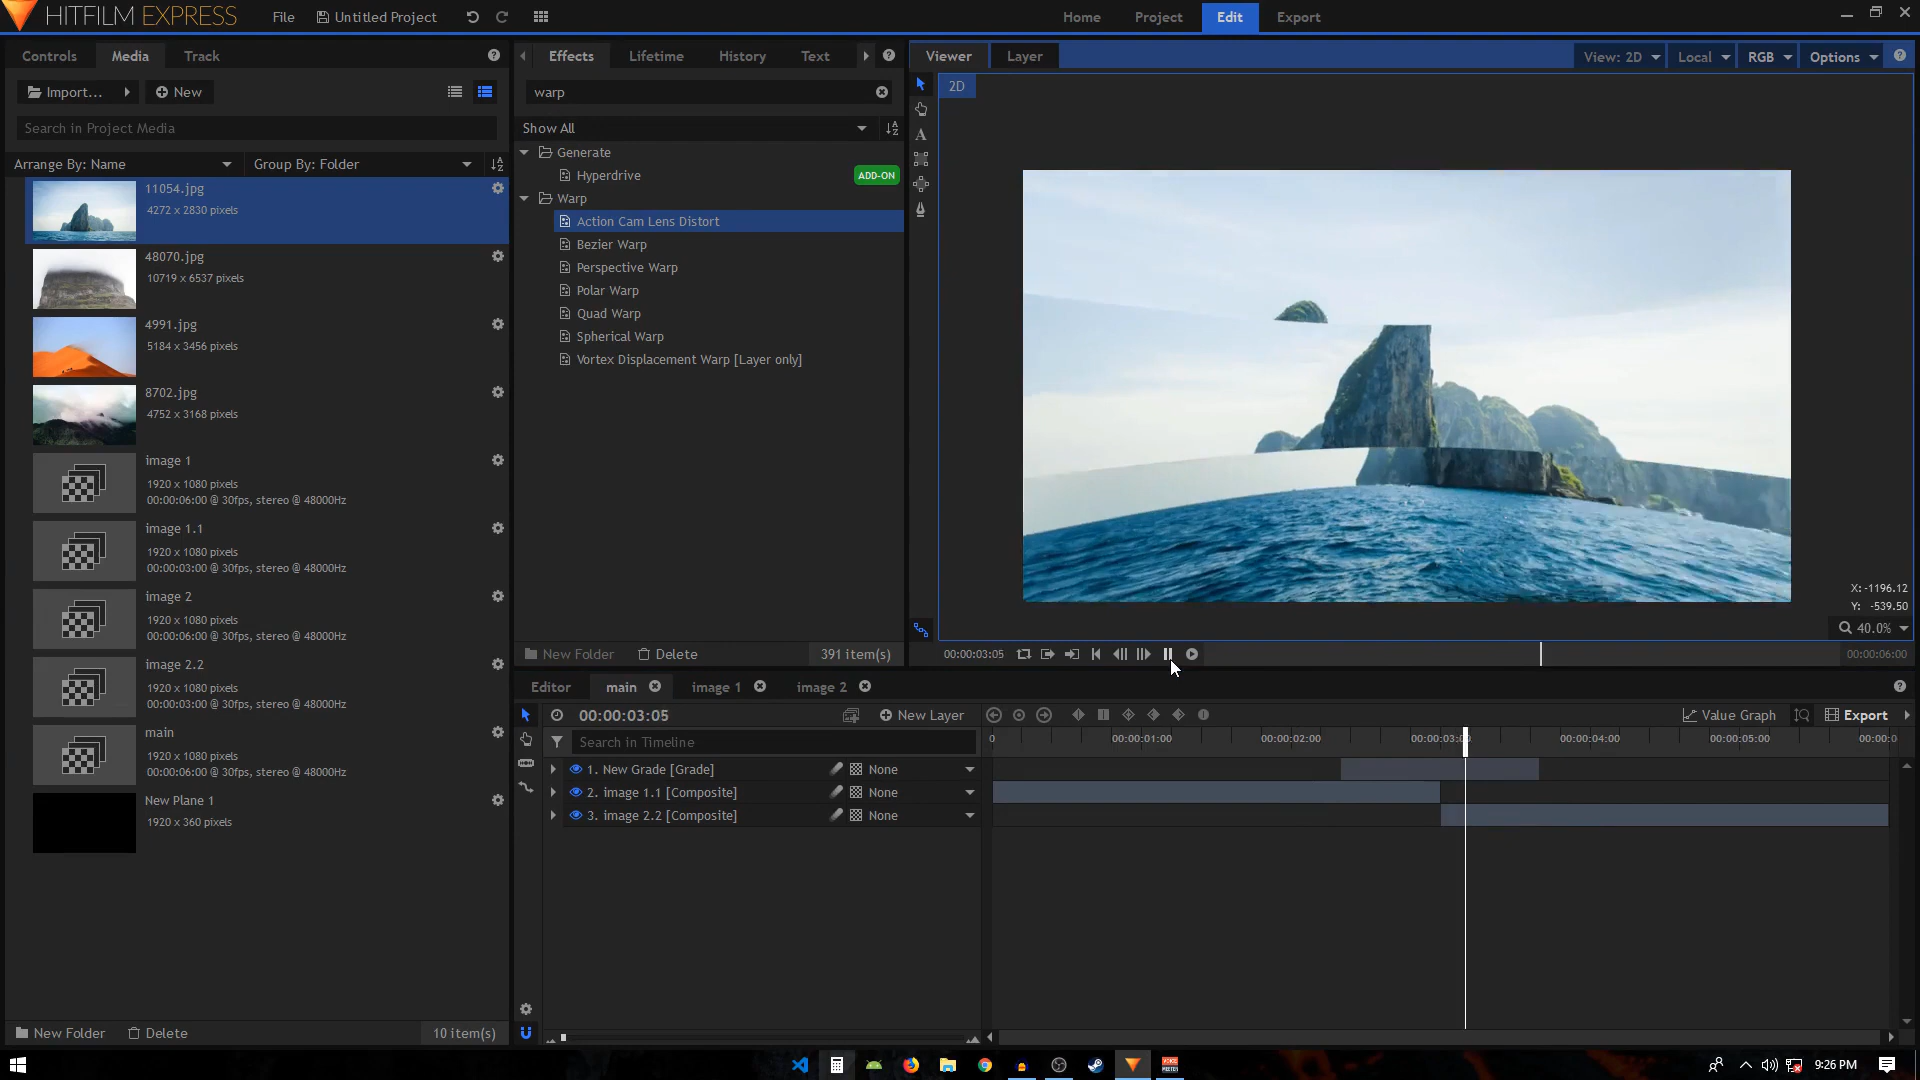 HITFILM EXPRESS
File
Untitled Project
Home
Project
Edit
Export
Controls
Media
Track
Effects
Lifetime
History
Text
Viewer
Layer
View: 2D
Local
RGB
Options
Import...
New
Search in Project Media
Arrange By: Name
Group By: Folder
11054.jpg
4272 x 2830 pixels
48070.jpg
10719 x 6537 pixels
4991.jpg
5184 x 3456 pixels
8702.jpg
4752 x 3168 pixels
image 1
1920 x 1080 pixels
00:00:06:00 @ 30fps, stereo @ 48000Hz
image 1.1
1920 x 1080 pixels
00:00:03:00 @ 30fps, stereo @ 48000Hz
image 2
1920 x 1080 pixels
00:00:06:00 @ 30fps, stereo @ 48000Hz
image 2.2
1920 x 1080 pixels
00:00:03:00 @ 30fps, stereo @ 48000Hz
main
1920 x 1080 pixels
00:00:06:00 @ 30fps, stereo @ 48000Hz
New Plane 1
1920 x 360 pixels
New Folder
Delete
10 item(s)
warp
Show All
Generate
Hyperdrive
ADD-ON
Warp
Action Cam Lens Distort
Bezier Warp
Perspective Warp
Polar Warp
Quad Warp
Spherical Warp
Vortex Displacement Warp [Layer only]
New Folder
Delete
391 item(s)
2D
X: -1196.12
Y: -539.50
40.0%
00:00:03:05
00:00:06:00
Editor
main
image 1
image 2
00:00:03:05
New Layer
Value Graph
Export
Search in Timeline
0
00:00:01:00
00:00:02:00
00:00:03:0
00:00:04:00
00:00:05:00
00:00:0
1. New Grade [Grade]
None
2. image 1.1 [Composite]
None
3. image 2.2 [Composite]
None
9:26 PM